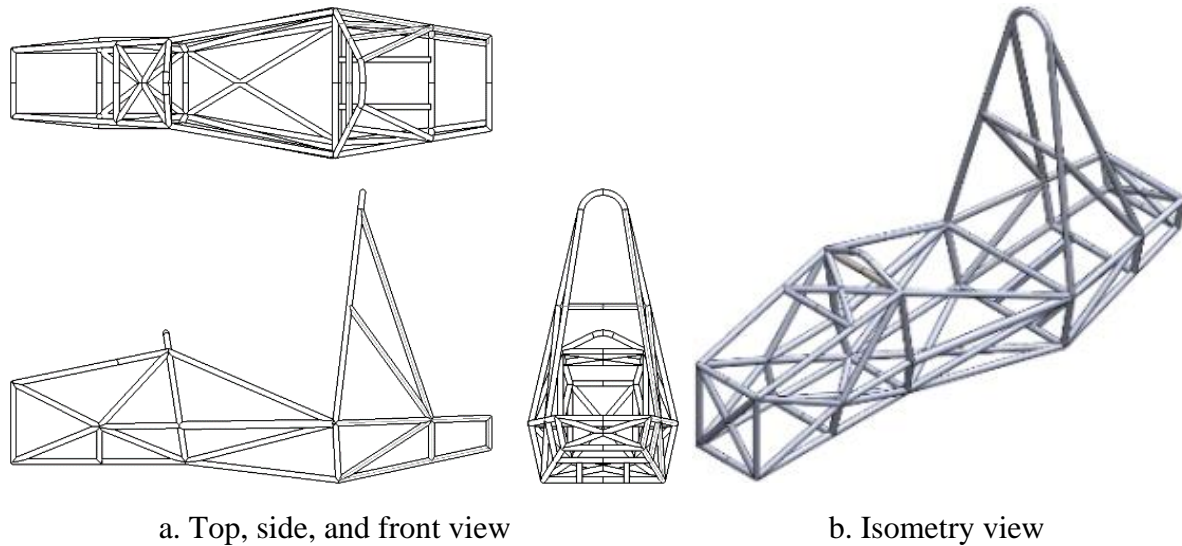 a. Top, side, and front view
b. Isometry view